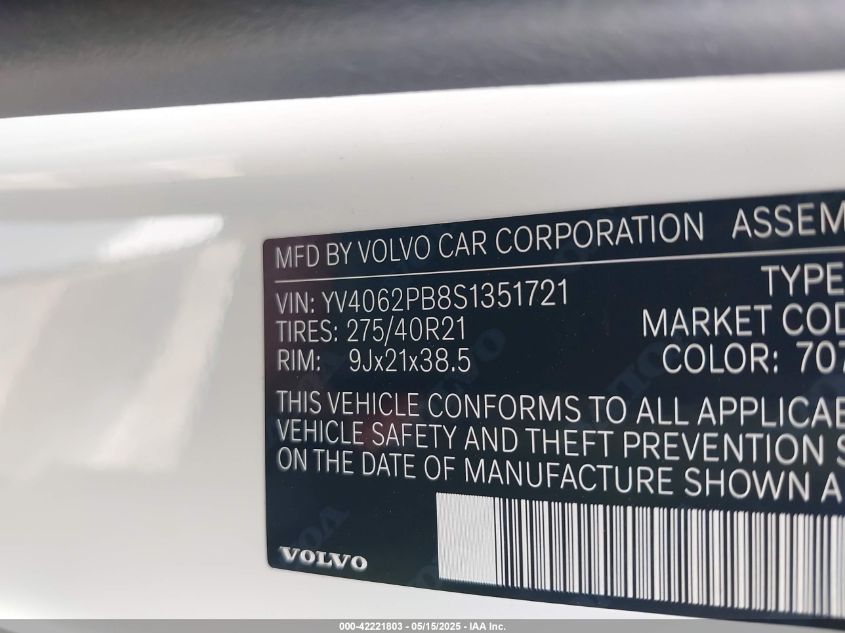 MFD BY VOLVO CAR CORPORATION ASSEM
VIN: YV4062PB8S1351721 TYPE
TIRES: 275/40R21 MARKET COD
RIM: 9Jx21x38.5 COLOR: 707
THIS VEHICLE CONFORMS TO ALL APPLICAB
VEHICLE SAFETY AND THEFT PREVENTION S
ON THE DATE OF MANUFACTURE SHOWN A
VOLVO
000-42221803 - 05/15/2025 - IAA Inc.